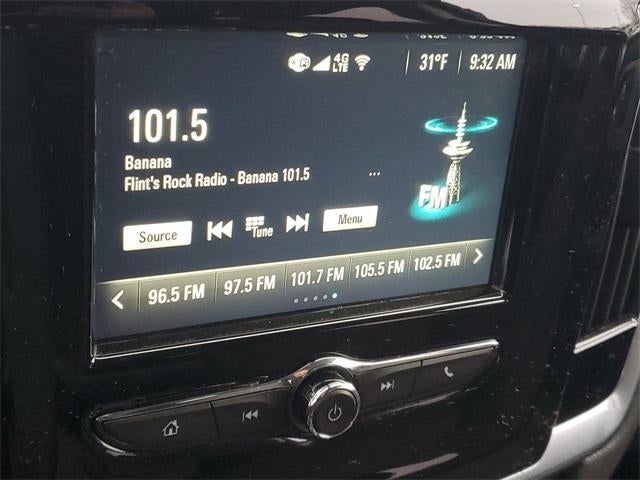 4G
LTE
31°F
9:32 AM
101.5
Banana
Flint's Rock Radio - Banana 101.5
...
FM
Source
Tune
Menu
96.5 FM
97.5 FM
101.7 FM
105.5 FM
102.5 FM